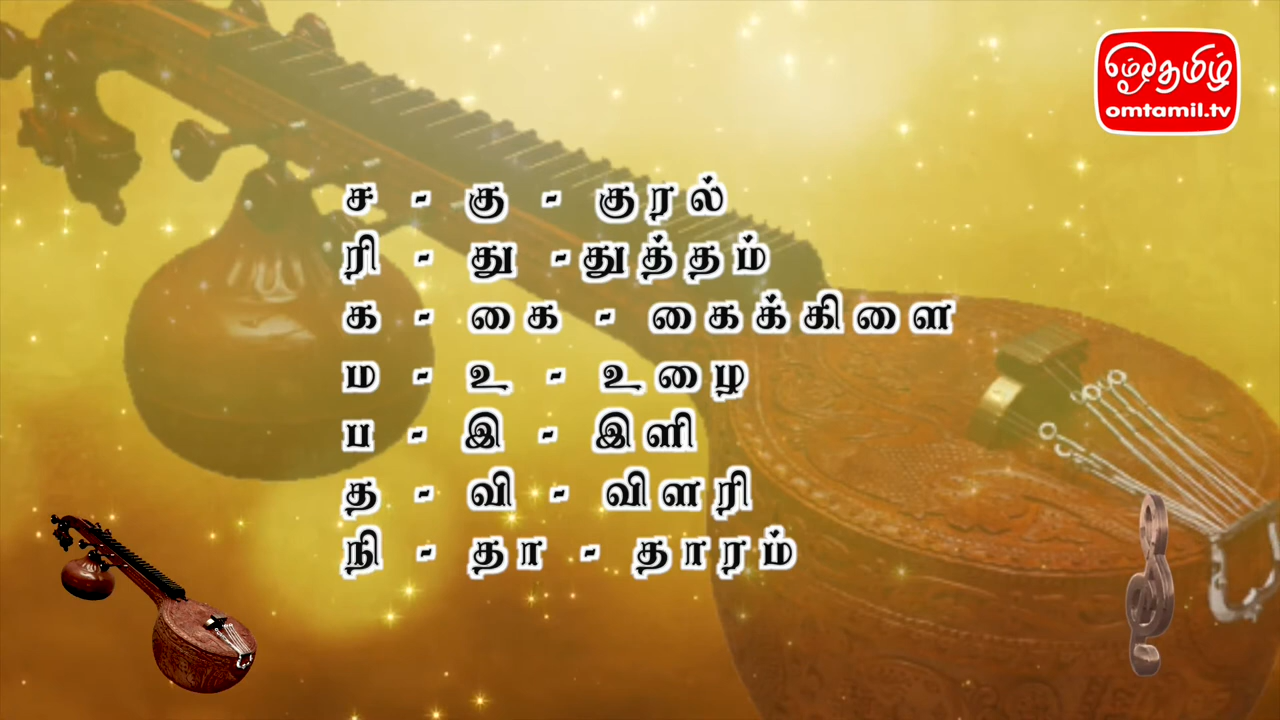 ஓம்தமிழ்
omtamil.tv
ச - கு - குரல்
ரி - து -துத்தம்
க - கை - கைக்கிளை
ம - உ - உழை
ப - இ - இளி
த - வி - விளரி
நி - தா - தாரம்